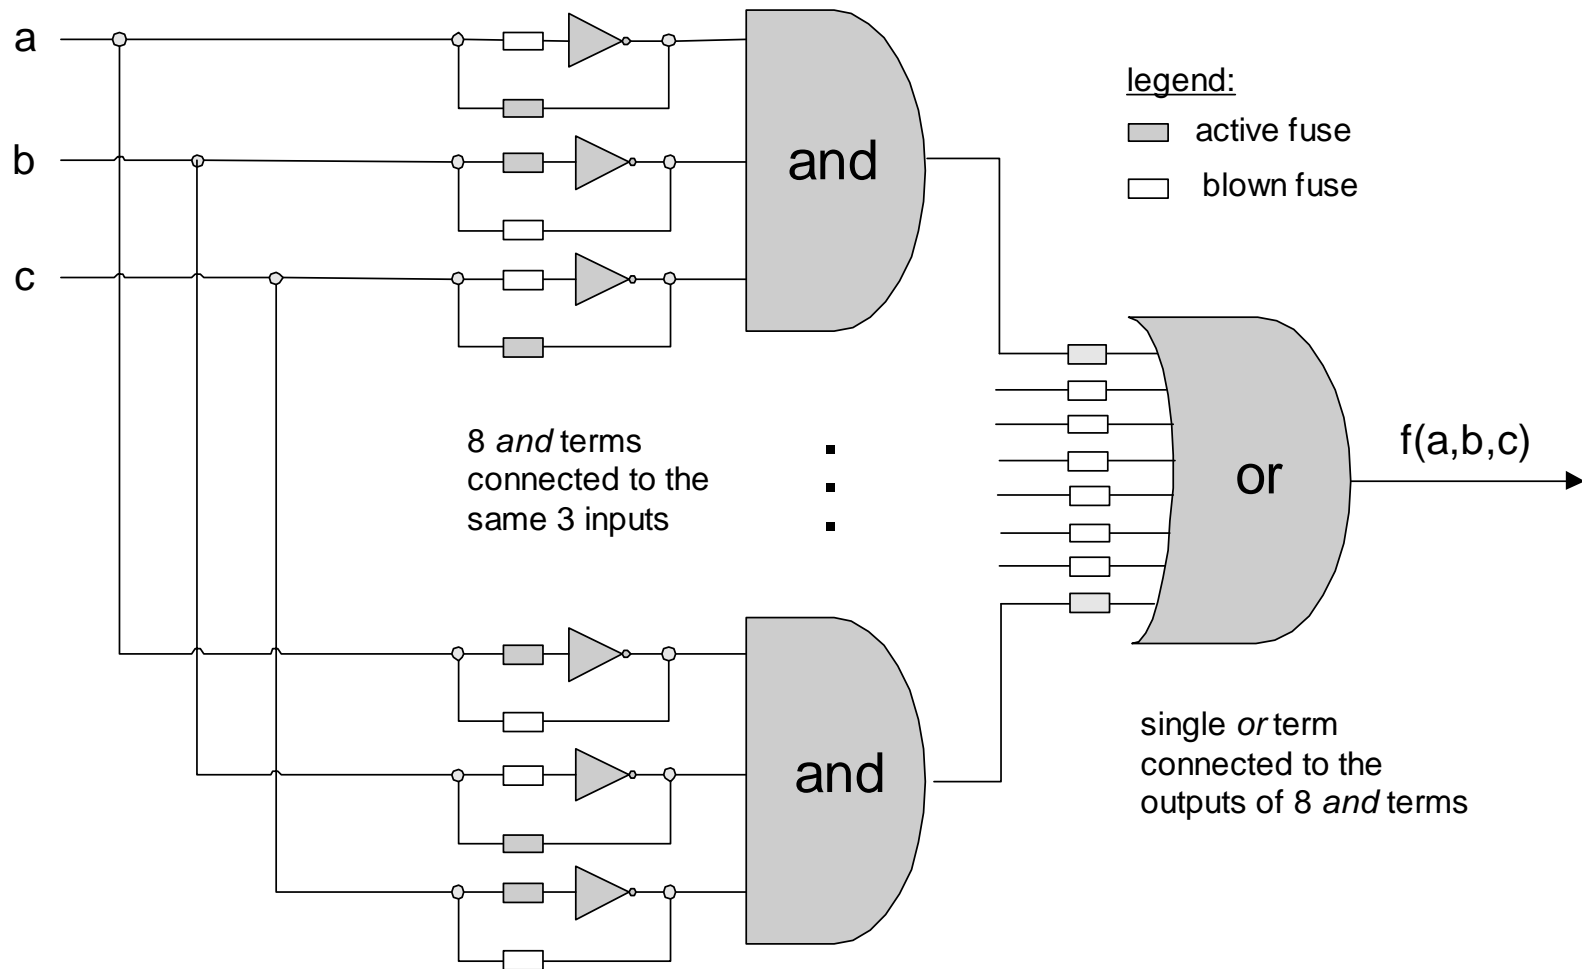 a
b
c
and
legend:
active fuse
blown fuse
8 and terms
connected to the
same 3 inputs
or
f(a,b,c)
and
single or term
connected to the
outputs of 8 and terms